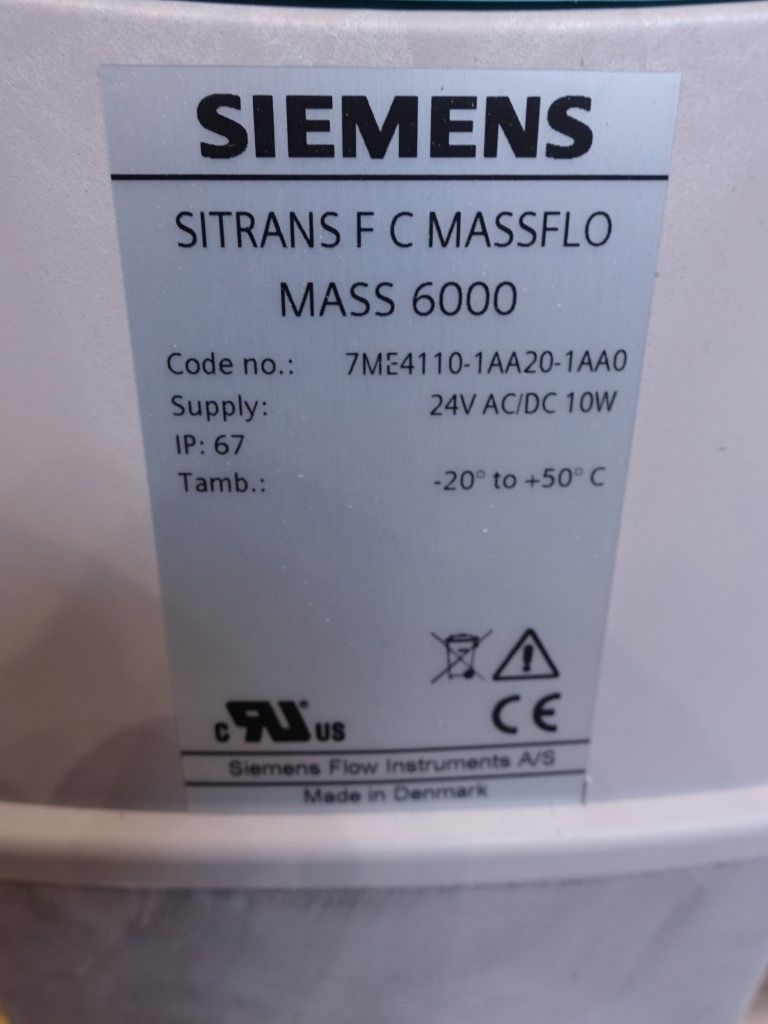 SIEMENS
SITRANS F C MASSFLO
MASS 6000
Code no.: 7ME4110-1AA20-1AA0
Supply: 24V AC/DC 10W
IP: 67
Tamb.: -20° to +50° C
C RU US
CE
Siemens Flow Instruments A/S
Made in Denmark